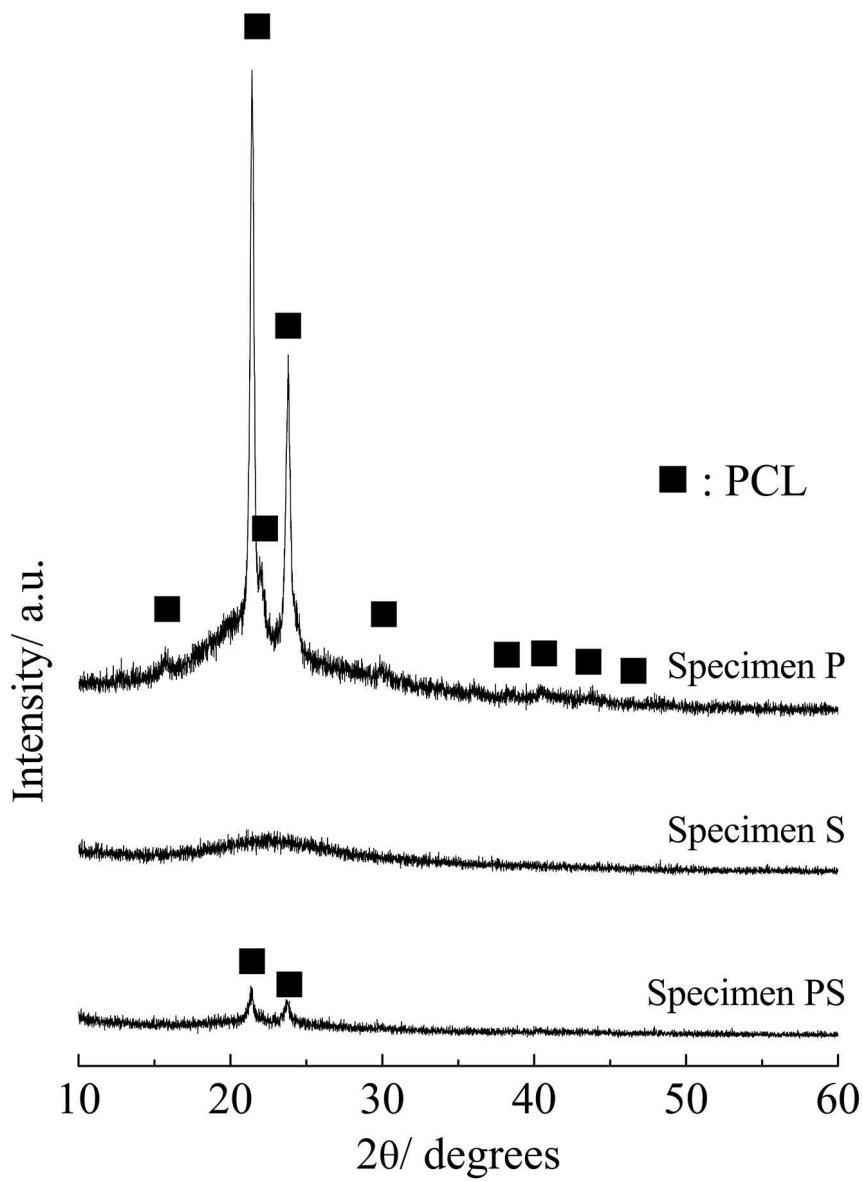 ■ : PCL
Intensity/ a.u.
Specimen P
Specimen S
Specimen PS
10 20 30 40 50 60
2θ/ degrees